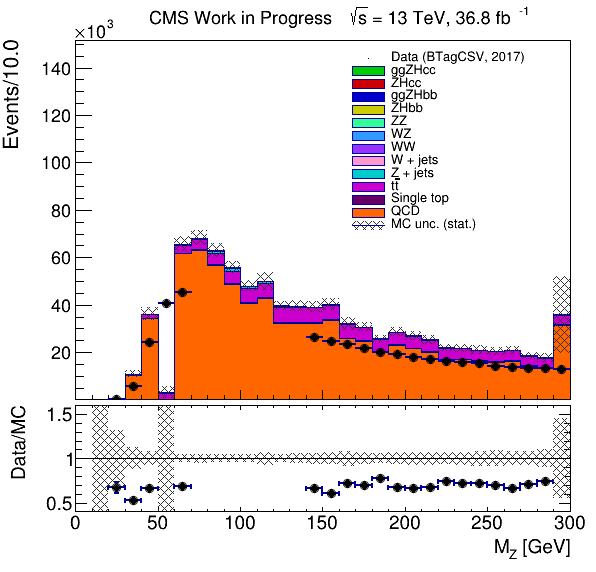 CMS Work in Progress √s = 13 TeV, 36.8 fb⁻¹
×10³
Events/10.0
140
120
100
80
60
40
20
Data (BTagCSV, 2017)
ggZHcc
ZHcc
ggZHbb
ZHbb
ZZ
WZ
WW
W + jets
Z + jets
tt̄
Single top
QCD
MC unc. (stat.)
Data/MC
1.5
1
0.5
0 50 100 150 200 250 300
M_Z [GeV]